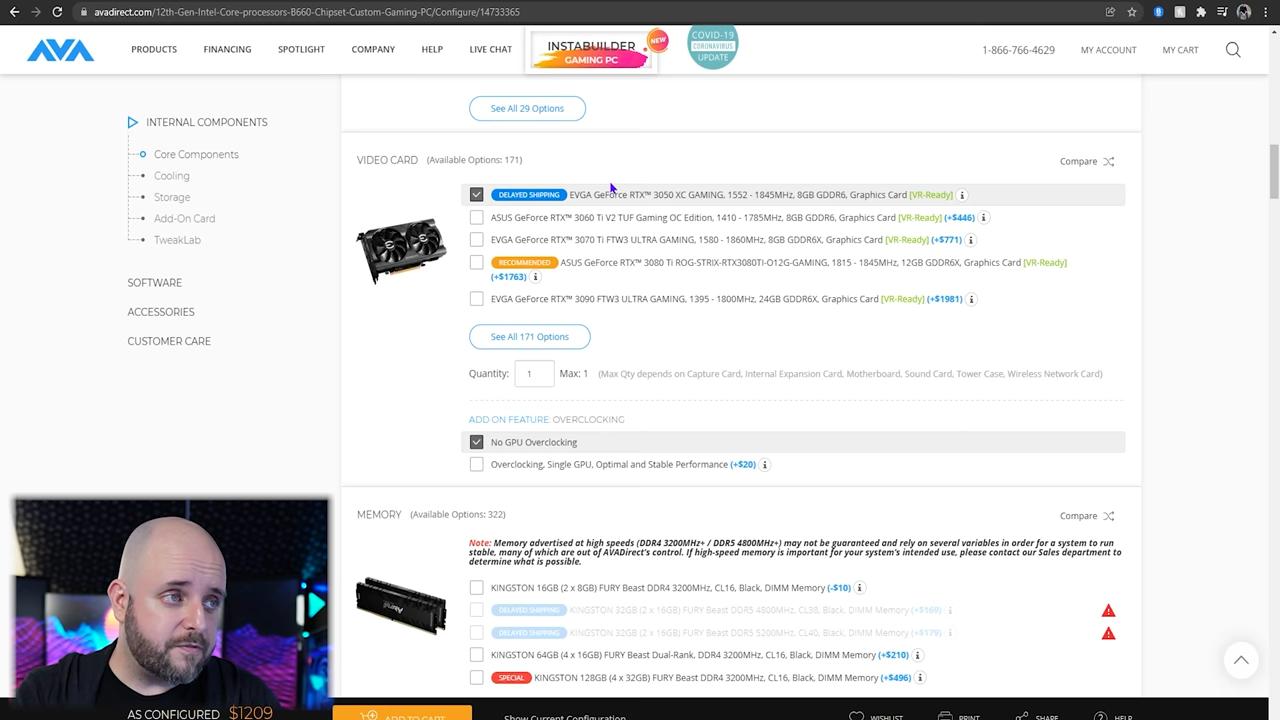 avadirect.com/12th-Gen-Intel-Core-processors-B660-Chipset-Custom-Gaming-PC/Configure/14733365
AVA
PRODUCTS
FINANCING
SPOTLIGHT
COMPANY
HELP
LIVE CHAT
INSTABUILDER
GAMING PC
NEW
COVID-19
CORONAVIRUS
UPDATE
1-866-766-4629
MY ACCOUNT
MY CART
INTERNAL COMPONENTS
Core Components
Cooling
Storage
Add-On Card
TweakLab
SOFTWARE
ACCESSORIES
CUSTOMER CARE
See All 29 Options
VIDEO CARD (Available Options: 171)
Compare
DELAYED SHIPPING EVGA GeForce RTX™ 3050 XC GAMING, 1552 - 1845MHz, 8GB GDDR6, Graphics Card [VR-Ready]
ASUS GeForce RTX™ 3060 Ti V2 TUF Gaming OC Edition, 1410 - 1785MHz, 8GB GDDR6, Graphics Card [VR-Ready] (+$446)
EVGA GeForce RTX™ 3070 Ti FTW3 ULTRA GAMING, 1580 - 1860MHz, 8GB GDDR6X, Graphics Card [VR-Ready] (+$771)
RECOMMENDED ASUS GeForce RTX™ 3080 Ti ROG-STRIX-RTX3080TI-O12G-GAMING, 1815 - 1845MHz, 12GB GDDR6X, Graphics Card [VR-Ready]
(+$1763)
EVGA GeForce RTX™ 3090 FTW3 ULTRA GAMING, 1395 - 1800MHz, 24GB GDDR6X, Graphics Card [VR-Ready] (+$1981)
See All 171 Options
Quantity: 1 Max: 1 (Max Qty depends on Capture Card, Internal Expansion Card, Motherboard, Sound Card, Tower Case, Wireless Network Card)
ADD ON FEATURE: OVERCLOCKING
No GPU Overclocking
Overclocking, Single GPU, Optimal and Stable Performance (+$20)
MEMORY (Available Options: 322)
Compare
Note: Memory advertised at high speeds (DDR4 3200MHz+ / DDR5 4800MHz+) may not be guaranteed and rely on several variables in order for a system to run
stable, many of which are out of AVADirect's control. If high-speed memory is important for your system's intended use, please contact our Sales department to
determine what is possible.
KINGSTON 16GB (2 x 8GB) FURY Beast DDR4 3200MHz, CL16, Black, DIMM Memory (-$10)
DELAYED SHIPPING KINGSTON 32GB (2 x 16GB) FURY Beast DDR5 4800MHz, CL38, Black, DIMM Memory (+$169)
DELAYED SHIPPING KINGSTON 32GB (2 x 16GB) FURY Beast DDR5 5200MHz, CL40, Black, DIMM Memory (+$179)
KINGSTON 64GB (4 x 16GB) FURY Beast Dual-Rank, DDR4 3200MHz, CL16, Black, DIMM Memory (+$210)
SPECIAL KINGSTON 128GB (4 x 32GB) FURY Beast DDR4 3200MHz, CL16, Black, DIMM Memory (+$496)
AS CONFIGURED $1209
ADD TO CART
Show Current Configuration
WISHLIST
PRINT
SHARE
HELP